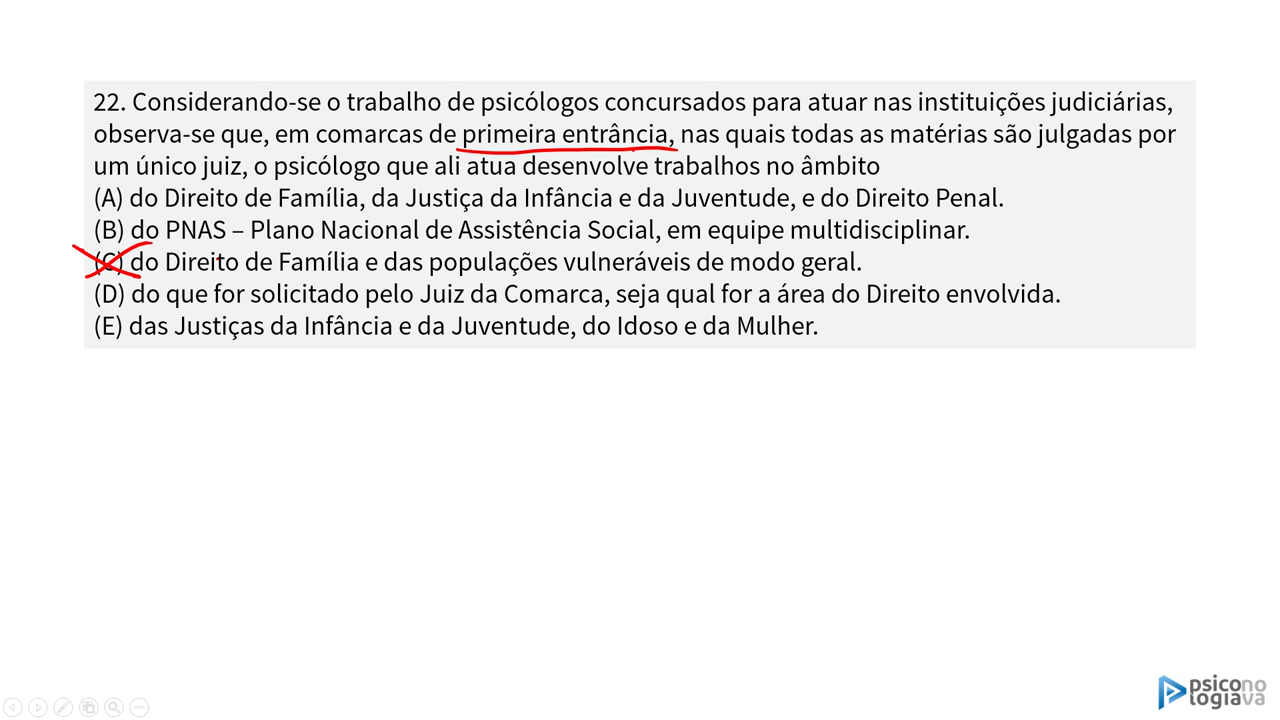 22. Considerando-se o trabalho de psicólogos concursados para atuar nas instituições judiciárias,
observa-se que, em comarcas de primeira entrância, nas quais todas as matérias são julgadas por
um único juiz, o psicólogo que ali atua desenvolve trabalhos no âmbito
(A) do Direito de Família, da Justiça da Infância e da Juventude, e do Direito Penal.
(B) do PNAS – Plano Nacional de Assistência Social, em equipe multidisciplinar.
(C) do Direito de Família e das populações vulneráveis de modo geral.
(D) do que for solicitado pelo Juiz da Comarca, seja qual for a área do Direito envolvida.
(E) das Justiças da Infância e da Juventude, do Idoso e da Mulher.
psicono
logiava